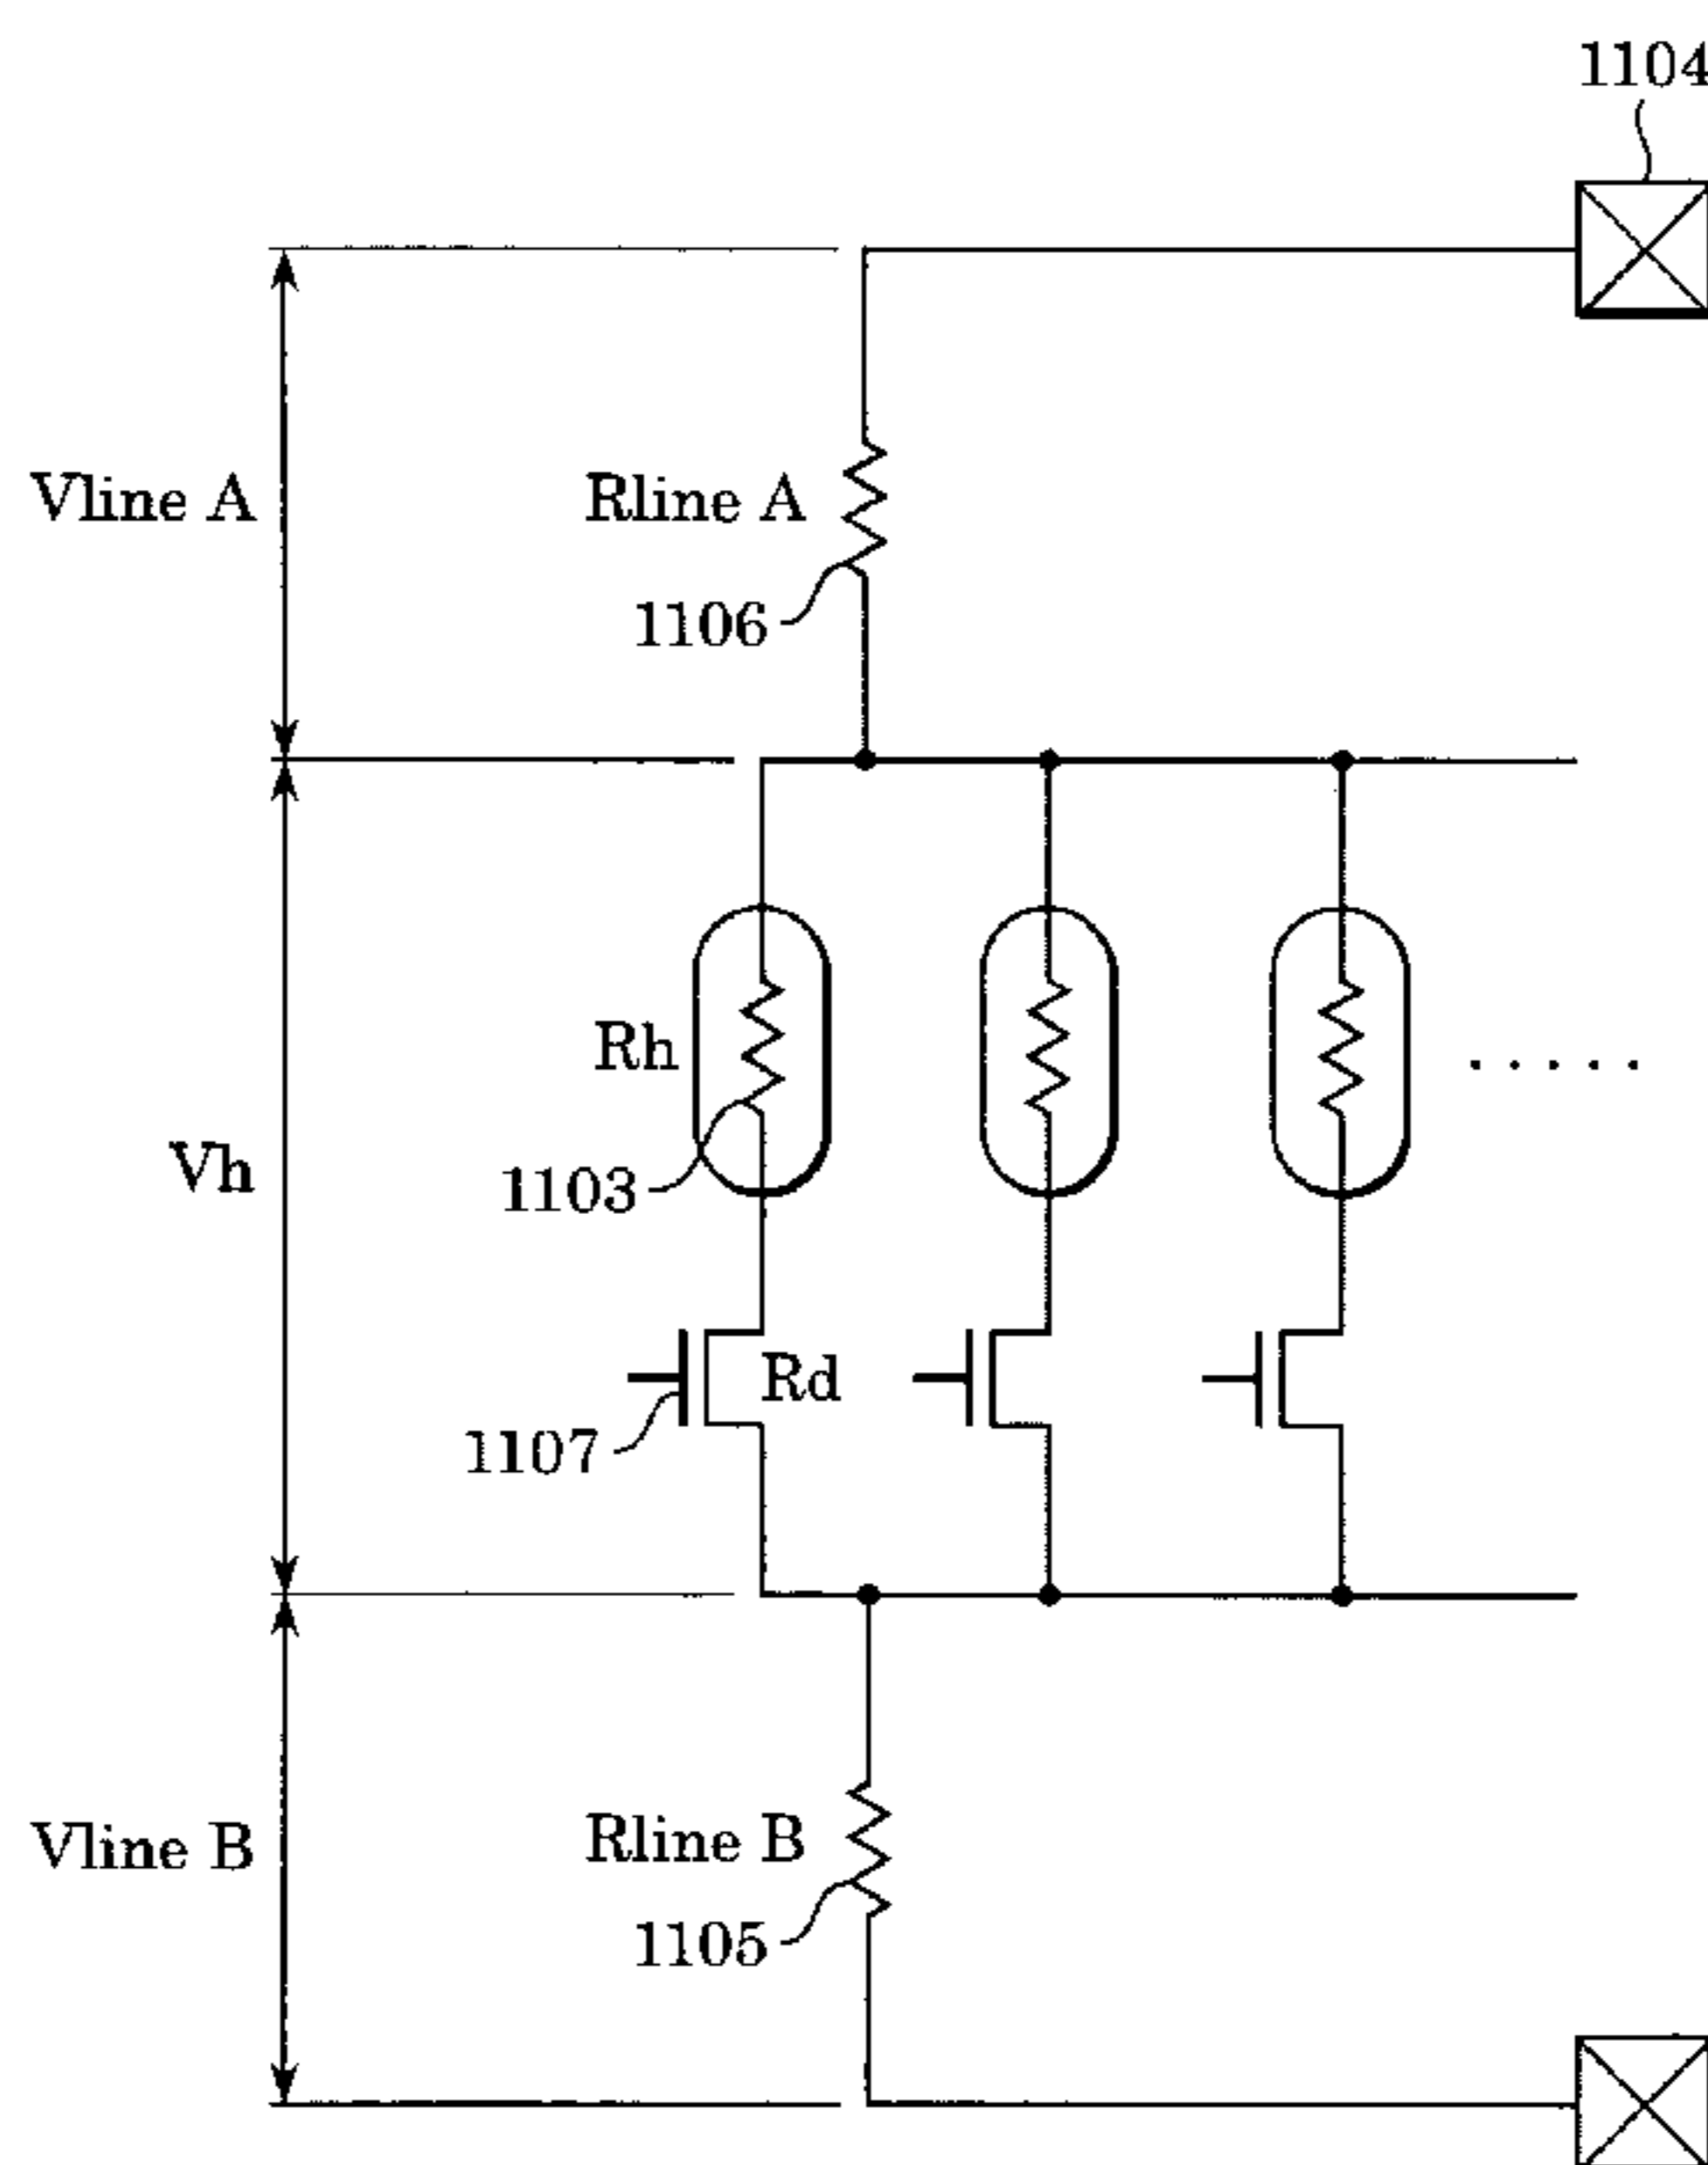 1104
Vline A
Rline A
1106
Rh
1103
Vh
Rd
1107
Vline B
Rline B
1105